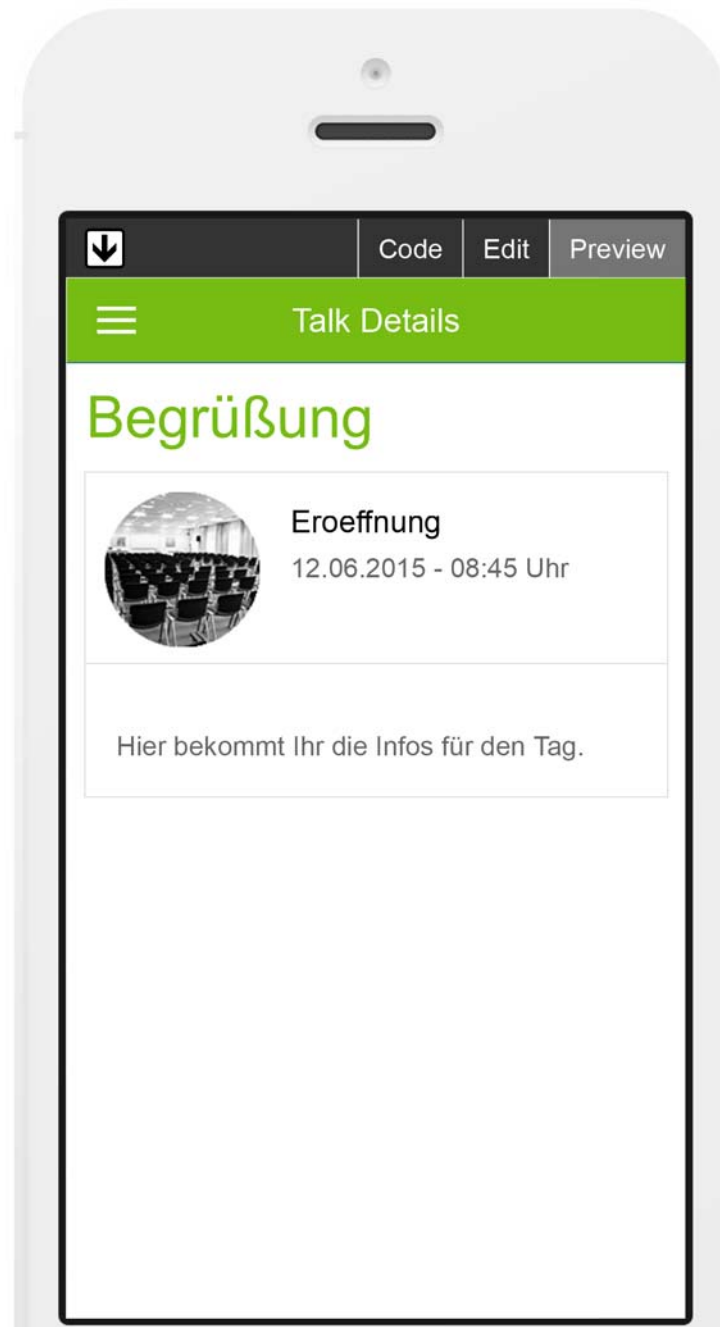 Code Edit Preview
Talk Details
Begrüßung
Eroeffnung
12.06.2015 - 08:45 Uhr
Hier bekommt Ihr die Infos für den Tag.